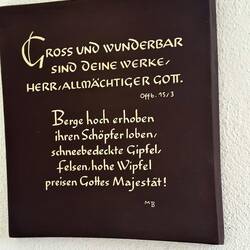 GROSS UND WUNDERBAR
SIND DEINE WERKE,
HERR, ALLMÄCHTIGER GOTT.
Offb. 15/3
Berge hoch erhoben
ihren Schöpfer loben,
schneebedeckte Gipfel,
Felsen, hohe Wipfel
preisen Gottes Majestät!
MB